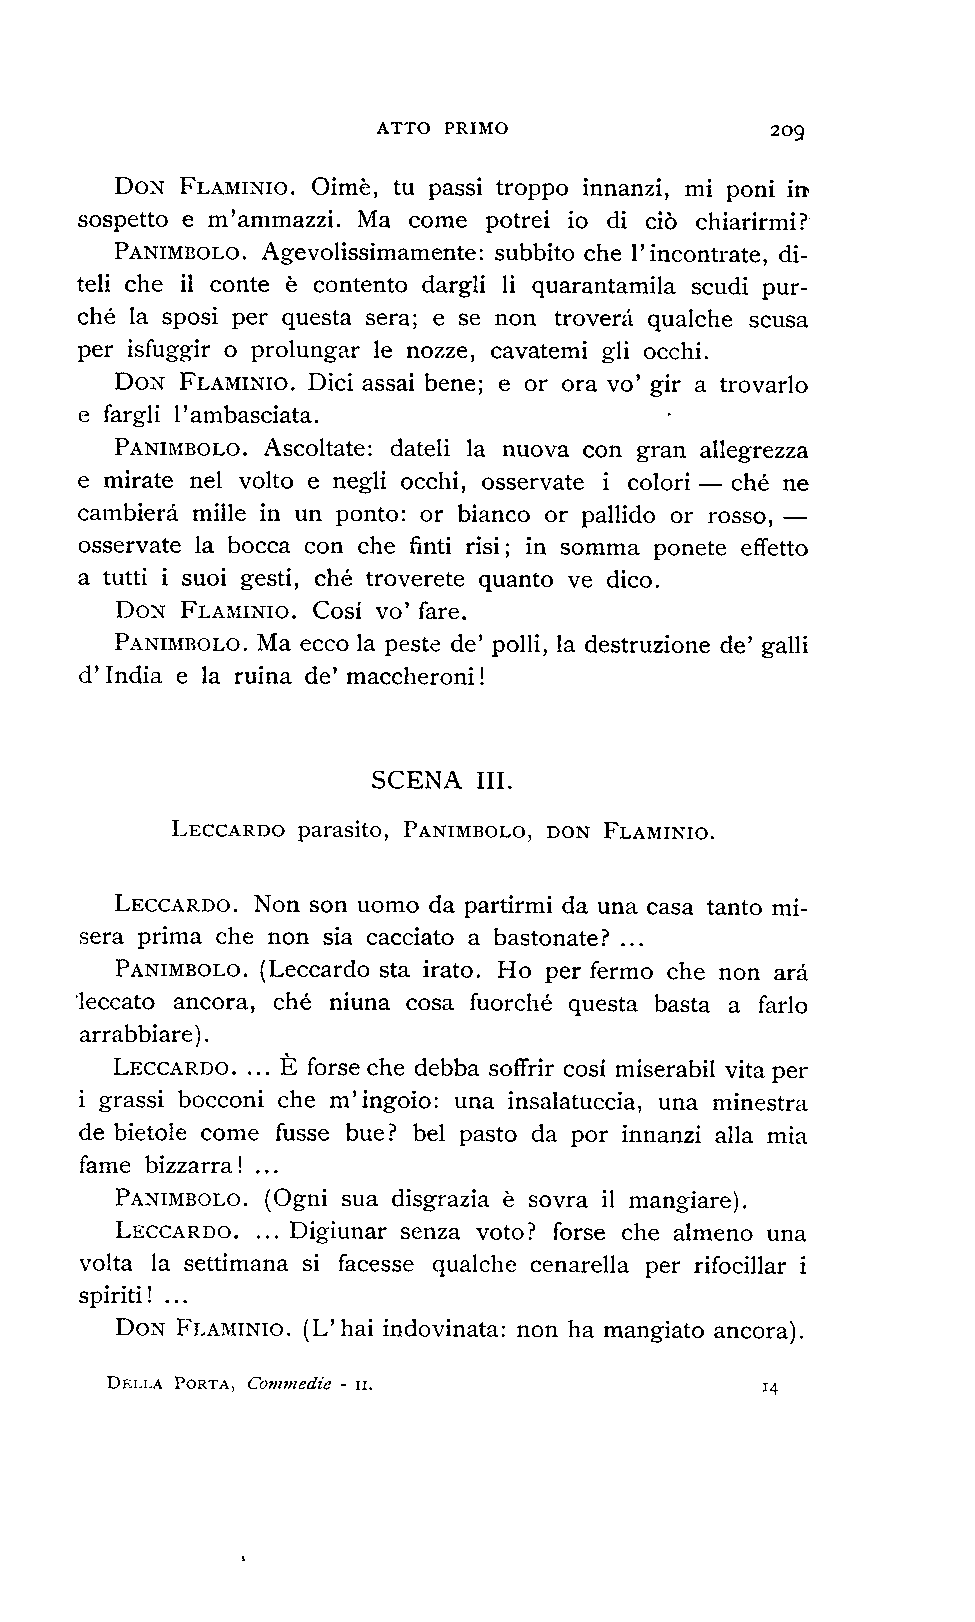 ATTO PRIMO 209
Don Flaminio. Oimè, tu passi troppo innanzi, mi poni in
sospetto e m'ammazzi. Ma come potrei io di ciò chiarirmi?
Panimbolo. Agevolissimamente: subbito che l'incontrate, di-
teli che il conte è contento dargli li quarantamila scudi pur-
ché la sposi per questa sera; e se non troverá qualche scusa
per isfuggir o prolungar le nozze, cavatemi gli occhi.
Don Flaminio. Dici assai bene; e or ora vo' gir a trovarlo
e fargli l'ambasciata.
Panimbolo. Ascoltate: dateli la nuova con gran allegrezza
e mirate nel volto e negli occhi, osservate i colori — ché ne
cambierá mille in un ponto: or bianco or pallido or rosso, —
osservate la bocca con che finti risi; in somma ponete effetto
a tutti i suoi gesti, ché troverete quanto ve dico.
Don Flaminio. Cosí vo' fare.
Panimbolo. Ma ecco la peste de' polli, la destruzione de' galli
d'India e la ruina de' maccheroni!
SCENA III.
Leccardo parasito, Panimbolo, don Flaminio.
Leccardo. Non son uomo da partirmi da una casa tanto mi-
sera prima che non sia cacciato a bastonate? ...
Panimbolo. (Leccardo sta irato. Ho per fermo che non ará
leccato ancora, ché niuna cosa fuorché questa basta a farlo
arrabbiare).
Leccardo. ... È forse che debba soffrir cosí miserabil vita per
i grassi bocconi che m'ingoio: una insalatuccia, una minestra
de bietole come fusse bue? bel pasto da por innanzi alla mia
fame bizzarra! ...
Panimbolo. (Ogni sua disgrazia è sovra il mangiare).
Leccardo. ... Digiunar senza voto? forse che almeno una
volta la settimana si facesse qualche cenarella per rifocillar i
spiriti! ...
Don Flaminio. (L'hai indovinata: non ha mangiato ancora).
Della Porta, Commedie - II. 14